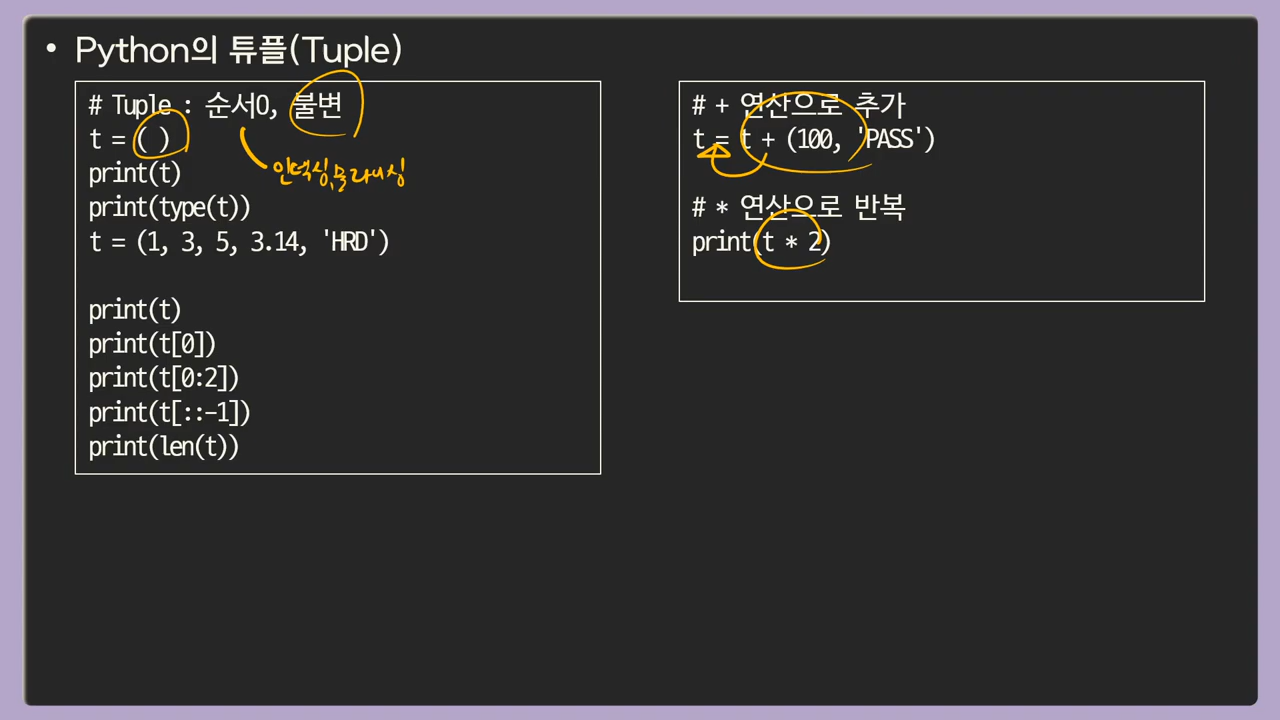 • Python의 튜플(Tuple)
# Tuple : 순서O, 불변
t = ( )
인덱싱, 슬라이싱
print(t)
print(type(t))
t = (1, 3, 5, 3.14, 'HRD')
print(t)
print(t[0])
print(t[0:2])
print(t[::-1])
print(len(t))
# + 연산으로 추가
t = t + (100, 'PASS')
# * 연산으로 반복
print(t * 2)